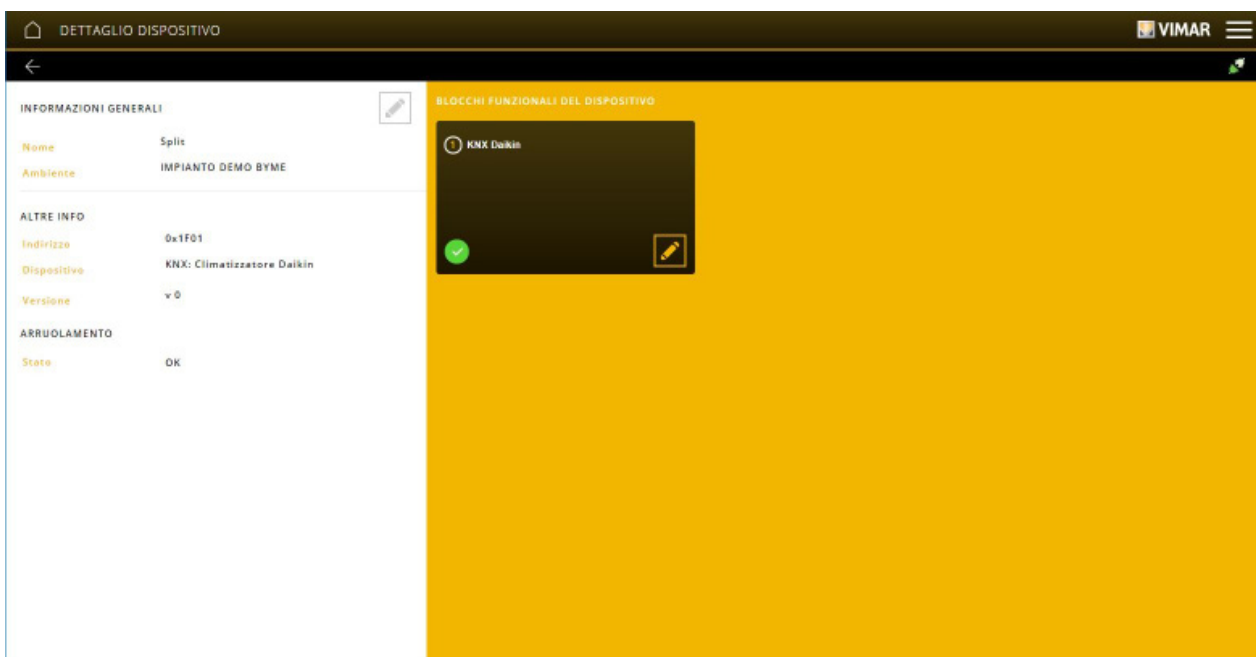 DETTAGLIO DISPOSITIVO
VIMAR
INFORMAZIONI GENERALI
Nome Split
Ambiente IMPIANTO DEMO BYME
ALTRE INFO
Indirizzo 0x1F01
Dispositivo KNX: Climatizzatore Daikin
Versione v 0
ARRUOLAMENTO
Stato OK
BLOCCHI FUNZIONALI DEL DISPOSITIVO
1 KNX Daikin